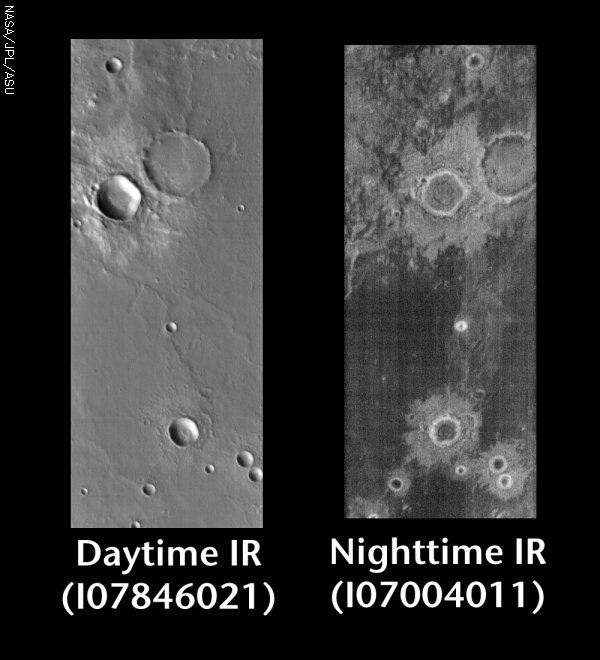 NASA/JPL/ASU
Daytime IR
(I07846021)
Nighttime IR
(I07004011)